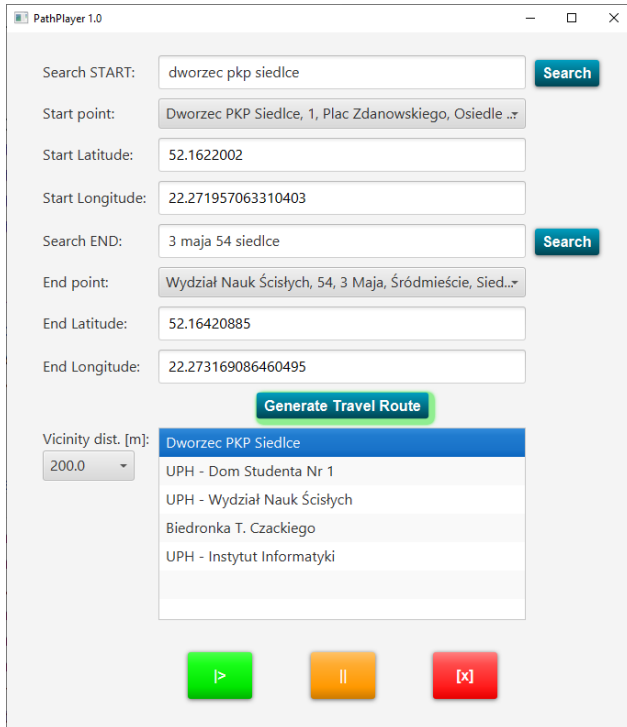 PathPlayer 1.0
Search START: dworzec pkp siedlce Search
Start point: Dworzec PKP Siedlce, 1, Plac Zdanowskiego, Osiedle ...
Start Latitude: 52.1622002
Start Longitude: 22.271957063310403
Search END: 3 maja 54 siedlce Search
End point: Wydział Nauk Ścisłych, 54, 3 Maja, Śródmieście, Sied...
End Latitude: 52.16420885
End Longitude: 22.273169086460495
Generate Travel Route
Vicinity dist. [m]:
200.0
Dworzec PKP Siedlce
UPH - Dom Studenta Nr 1
UPH - Wydział Nauk Ścisłych
Biedronka T. Czackiego
UPH - Instytut Informatyki
|> || [x]